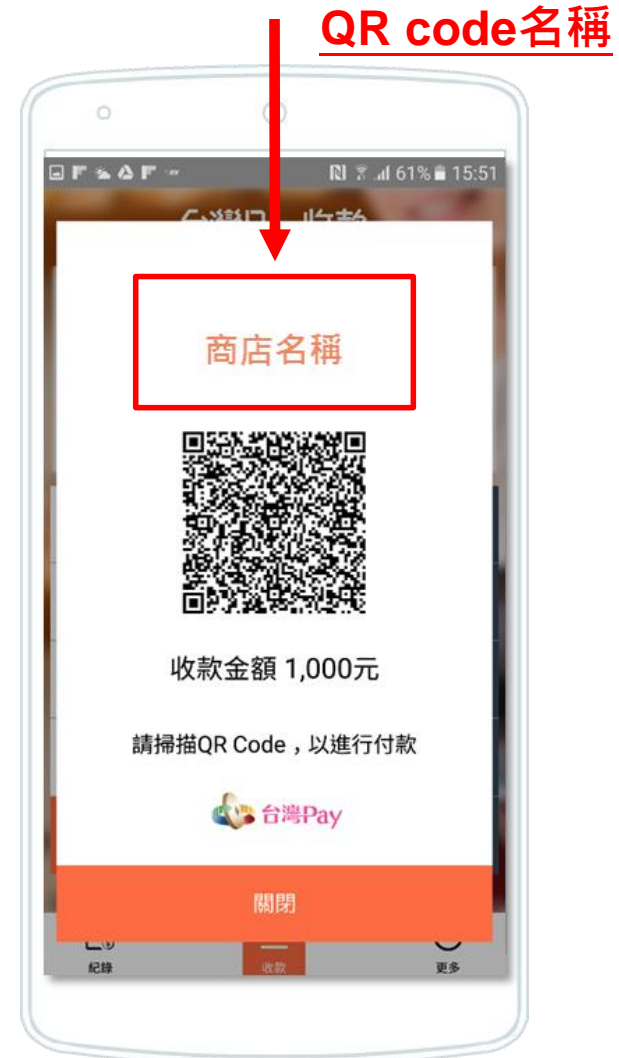 QR code名稱
61% 15:51
商店名稱
收款金額 1,000元
請掃描QR Code，以進行付款
台灣Pay
關閉
紀錄
收款
更多